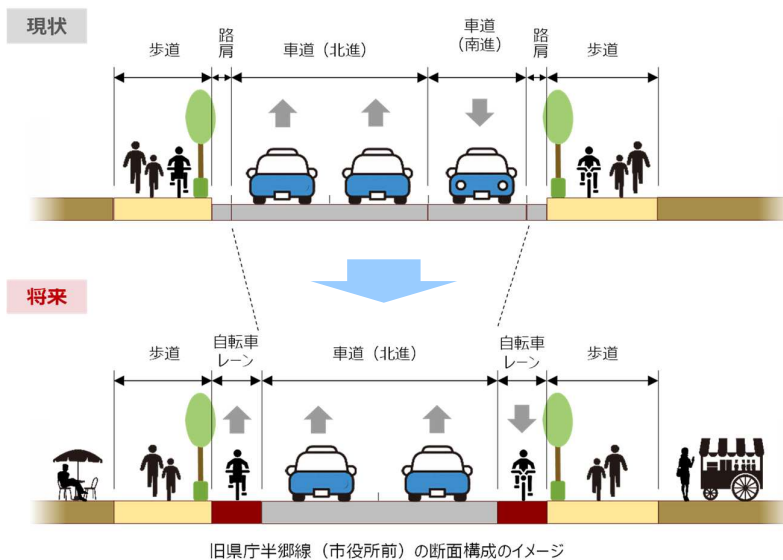 現状
歩道
路
肩
車道（北進）
車道
（南進）
路
肩
歩道
将来
歩道
自転車
レーン
車道（北進）
自転車
レーン
歩道
旧県庁半郷線（市役所前）の断面構成のイメージ